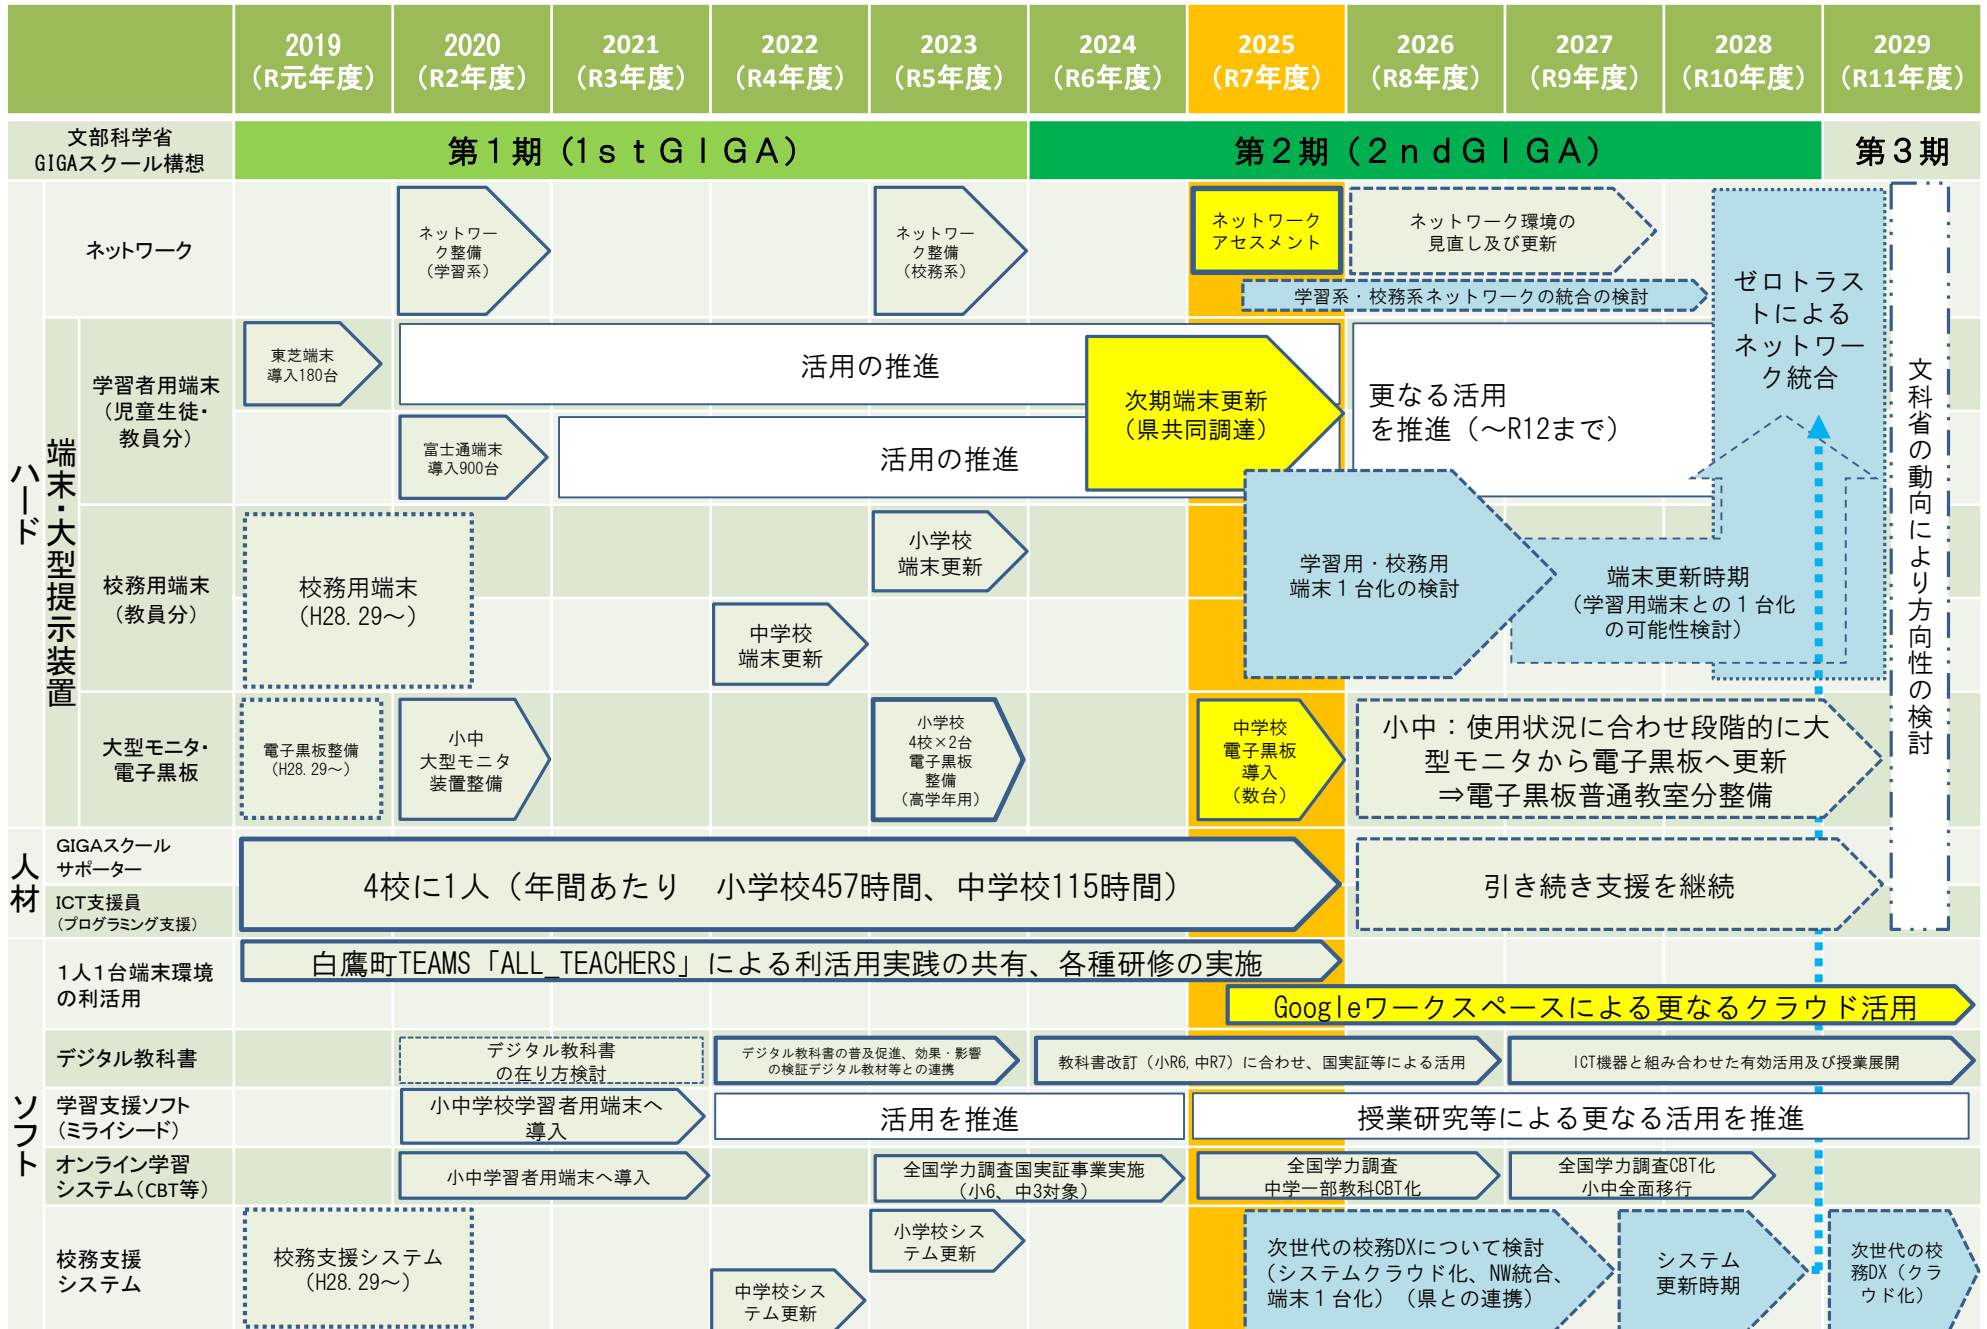 2019
（R元年度）
2020
（R2年度）
2021
（R3年度）
2022
（R4年度）
2023
（R5年度）
2024
（R6年度）
2025
（R7年度）
2026
（R8年度）
2027
（R9年度）
2028
（R10年度）
2029
（R11年度）
文部科学省
GIGAスクール構想
第１期（１ｓｔＧＩＧＡ）
第２期（２ｎｄＧＩＧＡ）
第３期
ハード
ネットワーク
ネットワー
ク整備
（学習系）
ネットワー
ク整備
（校務系）
ネットワーク
アセスメント
ネットワーク環境の
見直し及び更新
学習系・校務系ネットワークの統合の検討
ゼロトラス
トによる
ネットワー
ク統合
文科省の動向により方向性の検討
端末・大型提示装置
学習者用端末
（児童生徒・
教員分）
東芝端末
導入180台
活用の推進
富士通端末
導入900台
活用の推進
次期端末更新
（県共同調達）
更なる活用
を推進（～R12まで）
校務用端末
（教員分）
校務用端末
（H28.29～）
小学校
端末更新
中学校
端末更新
学習用・校務用
端末１台化の検討
端末更新時期
（学習用端末との１台化
の可能性検討）
大型モニタ・
電子黒板
電子黒板整備
（H28.29～）
小中
大型モニタ
装置整備
小学校
4校×2台
電子黒板
整備
（高学年用）
中学校
電子黒板
導入
（数台）
小中：使用状況に合わせ段階的に大
型モニタから電子黒板へ更新
⇒電子黒板普通教室分整備
人材
GIGAスクール
サポーター
ICT支援員
（プログラミング支援）
4校に1人（年間あたり　小学校457時間、中学校115時間）
引き続き支援を継続
ソフト
1人1台端末環境
の利活用
白鷹町TEAMS「ALL_TEACHERS」による利活用実践の共有、各種研修の実施
Googleワークスペースによる更なるクラウド活用
デジタル教科書
デジタル教科書
の在り方検討
デジタル教科書の普及促進、効果・影響
の検証デジタル教材等との連携
教科書改訂（小R6,中R7）に合わせ、国実証等による活用
ICT機器と組み合わせた有効活用及び授業展開
学習支援ソフト
（ミライシード）
小中学校学習者用端末へ
導入
活用を推進
授業研究等による更なる活用を推進
オンライン学習
システム（CBT等）
小中学習者用端末へ導入
全国学力調査国実証事業実施
（小6、中3対象）
全国学力調査
中学一部教科CBT化
全国学力調査CBT化
小中全面移行
校務支援
システム
校務支援システム
（H28.29～）
小学校シス
テム更新
中学校シス
テム更新
次世代の校務DXについて検討
（システムクラウド化、NW統合、
端末１台化）（県との連携）
システム
更新時期
次世代の校
務DX（クラ
ウド化）